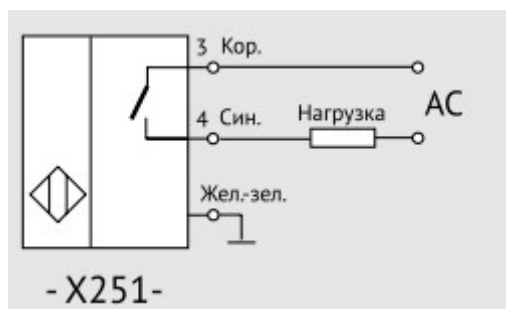 3 Кор.
4 Син.
Нагрузка
AC
Жел.-зел.
- X251-